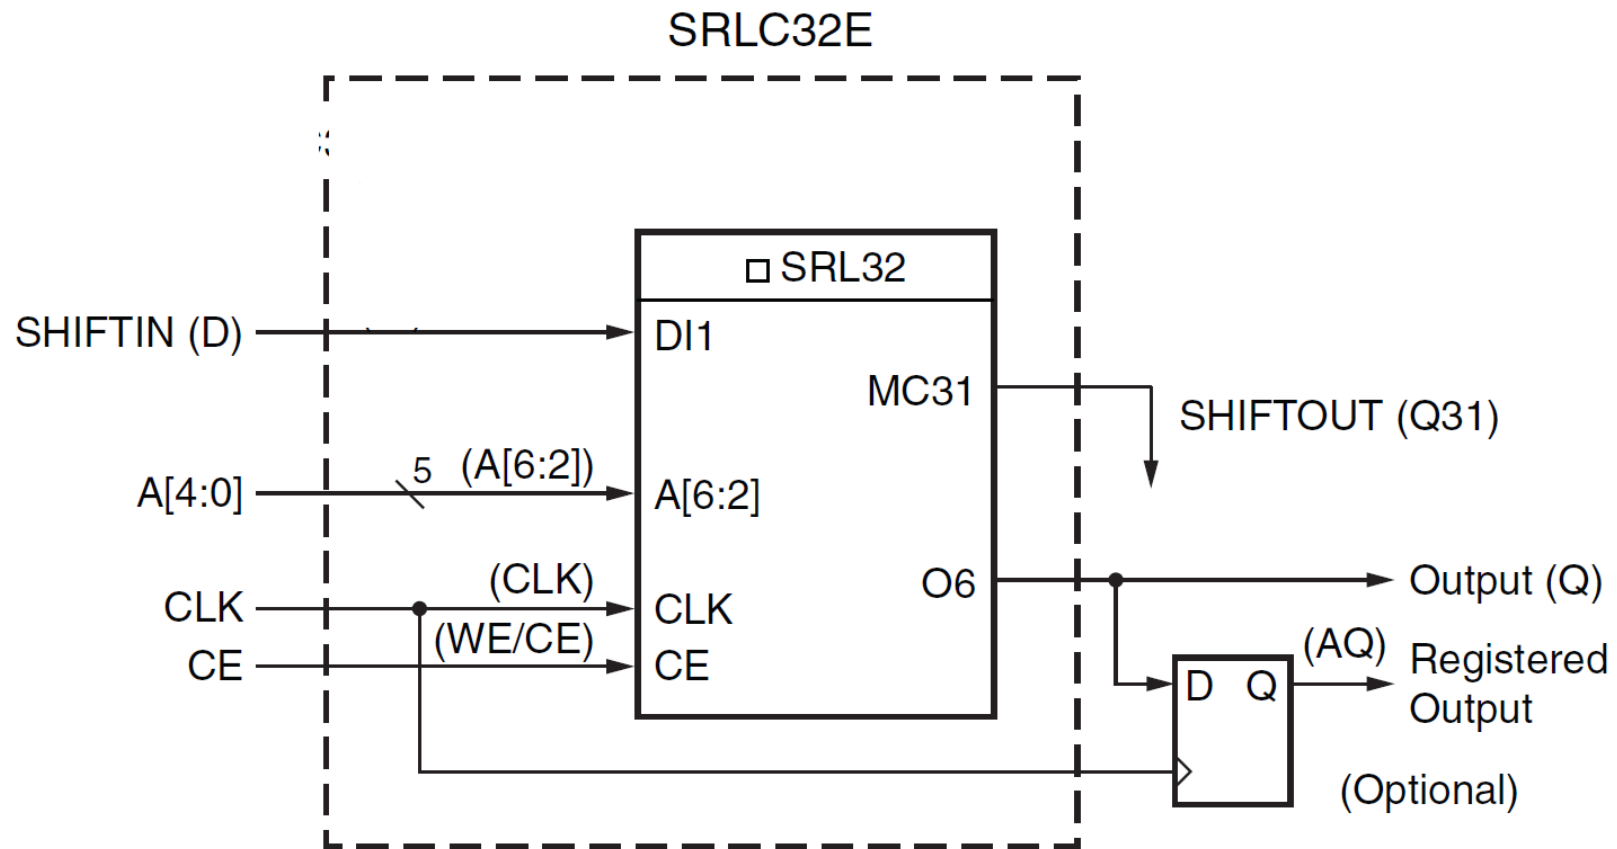 SRLC32E
SRL32
SHIFTIN (D)
DI1
MC31
SHIFTOUT (Q31)
A[4:0]
5
(A[6:2])
A[6:2]
(CLK)
CLK
CLK
O6
Output (Q)
(WE/CE)
CE
CE
(AQ)
Registered
Output
D
Q
(Optional)